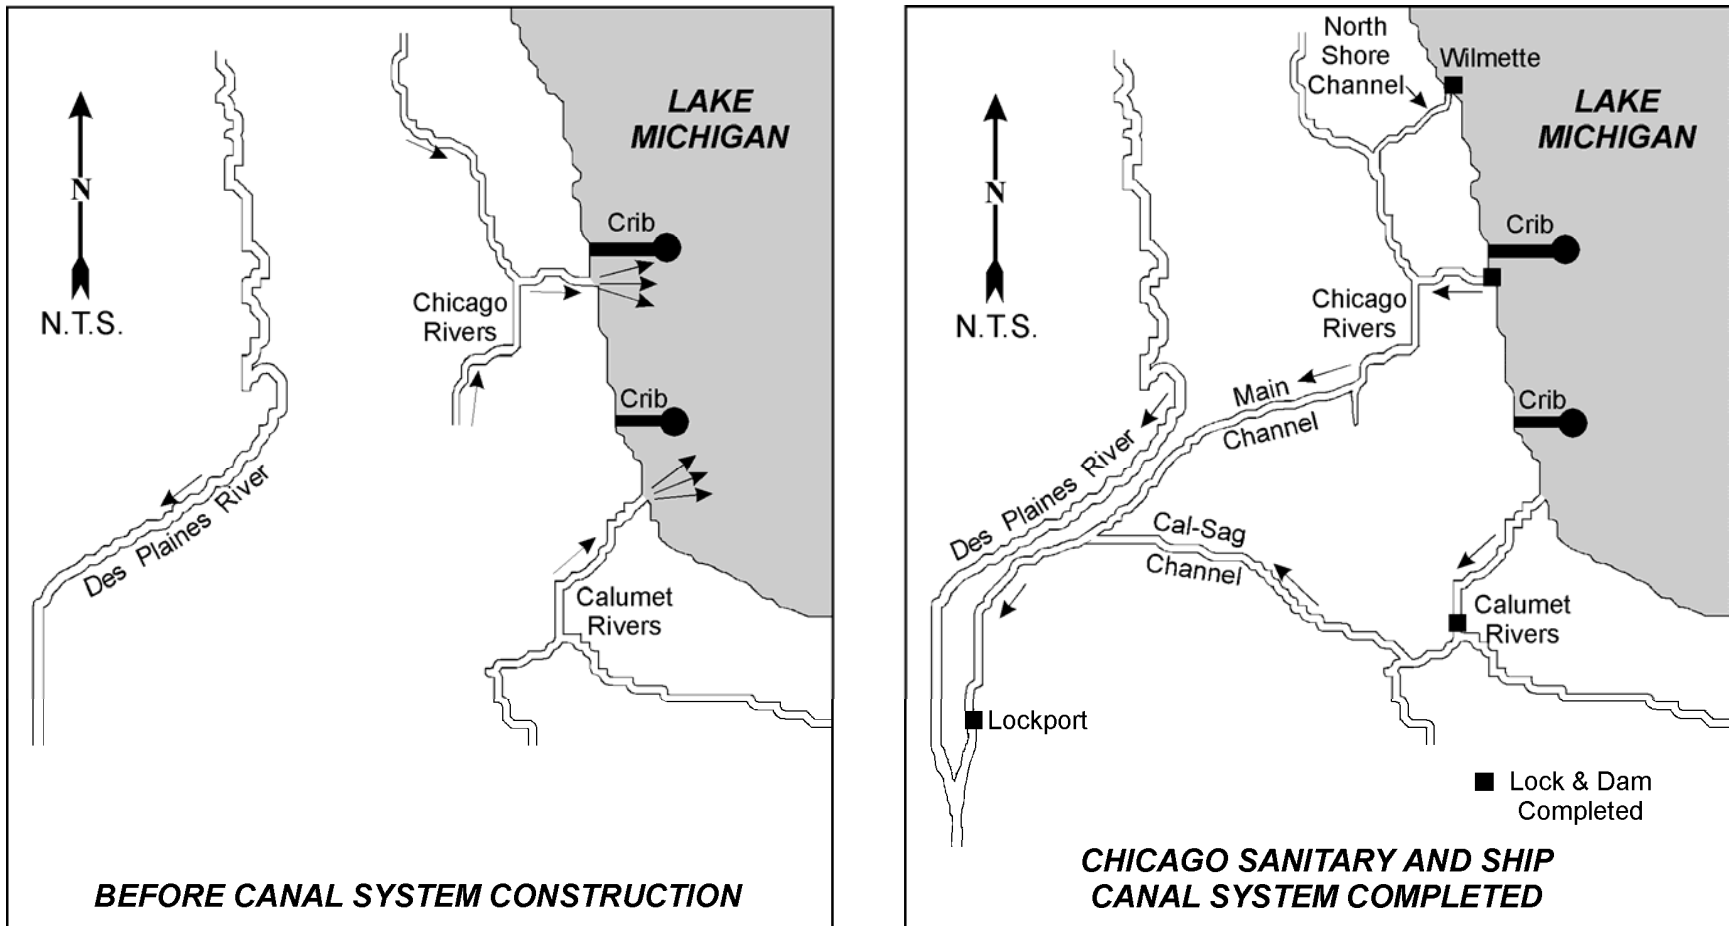 LAKE
MICHIGAN
N
N.T.S.
Crib
Chicago
Rivers
Crib
Des Plaines River
Calumet
Rivers
BEFORE CANAL SYSTEM CONSTRUCTION
North
Shore
Channel
Wilmette
LAKE
MICHIGAN
N
N.T.S.
Crib
Chicago
Rivers
Main
Channel
Crib
Des Plaines River
Cal-Sag
Channel
Calumet
Rivers
Lockport
Lock & Dam
Completed
CHICAGO SANITARY AND SHIP
CANAL SYSTEM COMPLETED